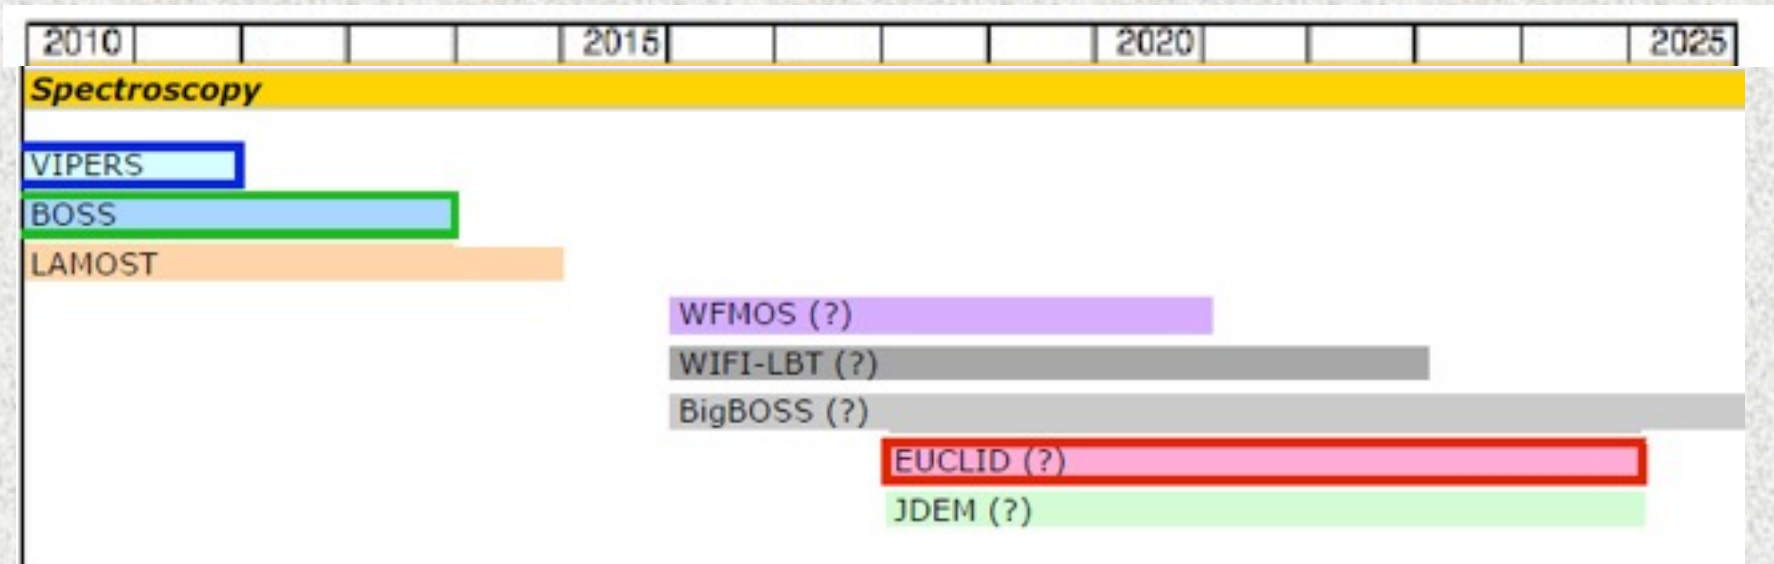 2010 2015 2020 2025
Spectroscopy
VIPERS
BOSS
LAMOST
WFMOS (?)
WIFI-LBT (?)
BigBOSS (?)
EUCLID (?)
JDEM (?)